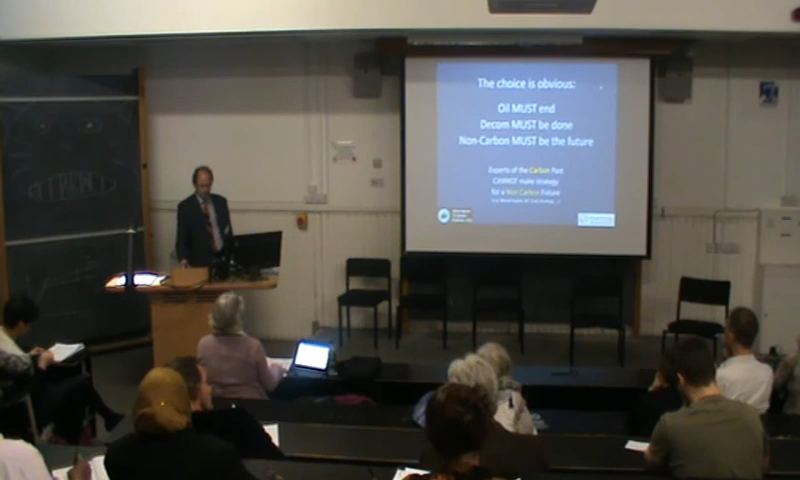 The choice is obvious:
Oil MUST end
Decom MUST be done
Non-Carbon MUST be the future
Experts of the Carbon Past
CANNOT make strategy
for a Non Carbon Future